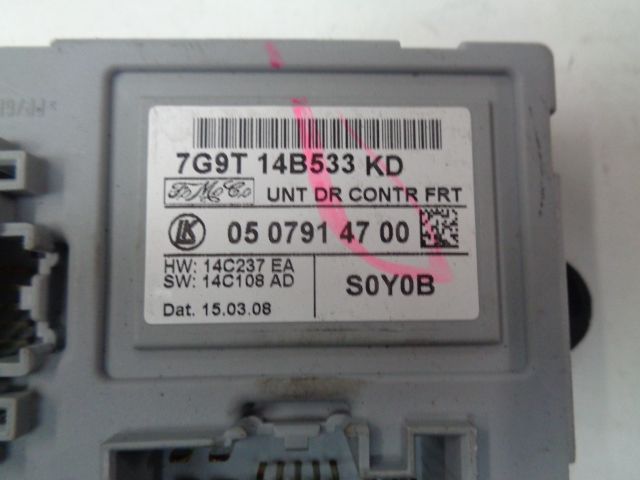 7G9T 14B533 KD
FoMoCo UNT DR CONTR FRT
LK 05 0791 47 00
HW: 14C237 EA
SW: 14C108 AD
S0Y0B
Dat. 15.03.08